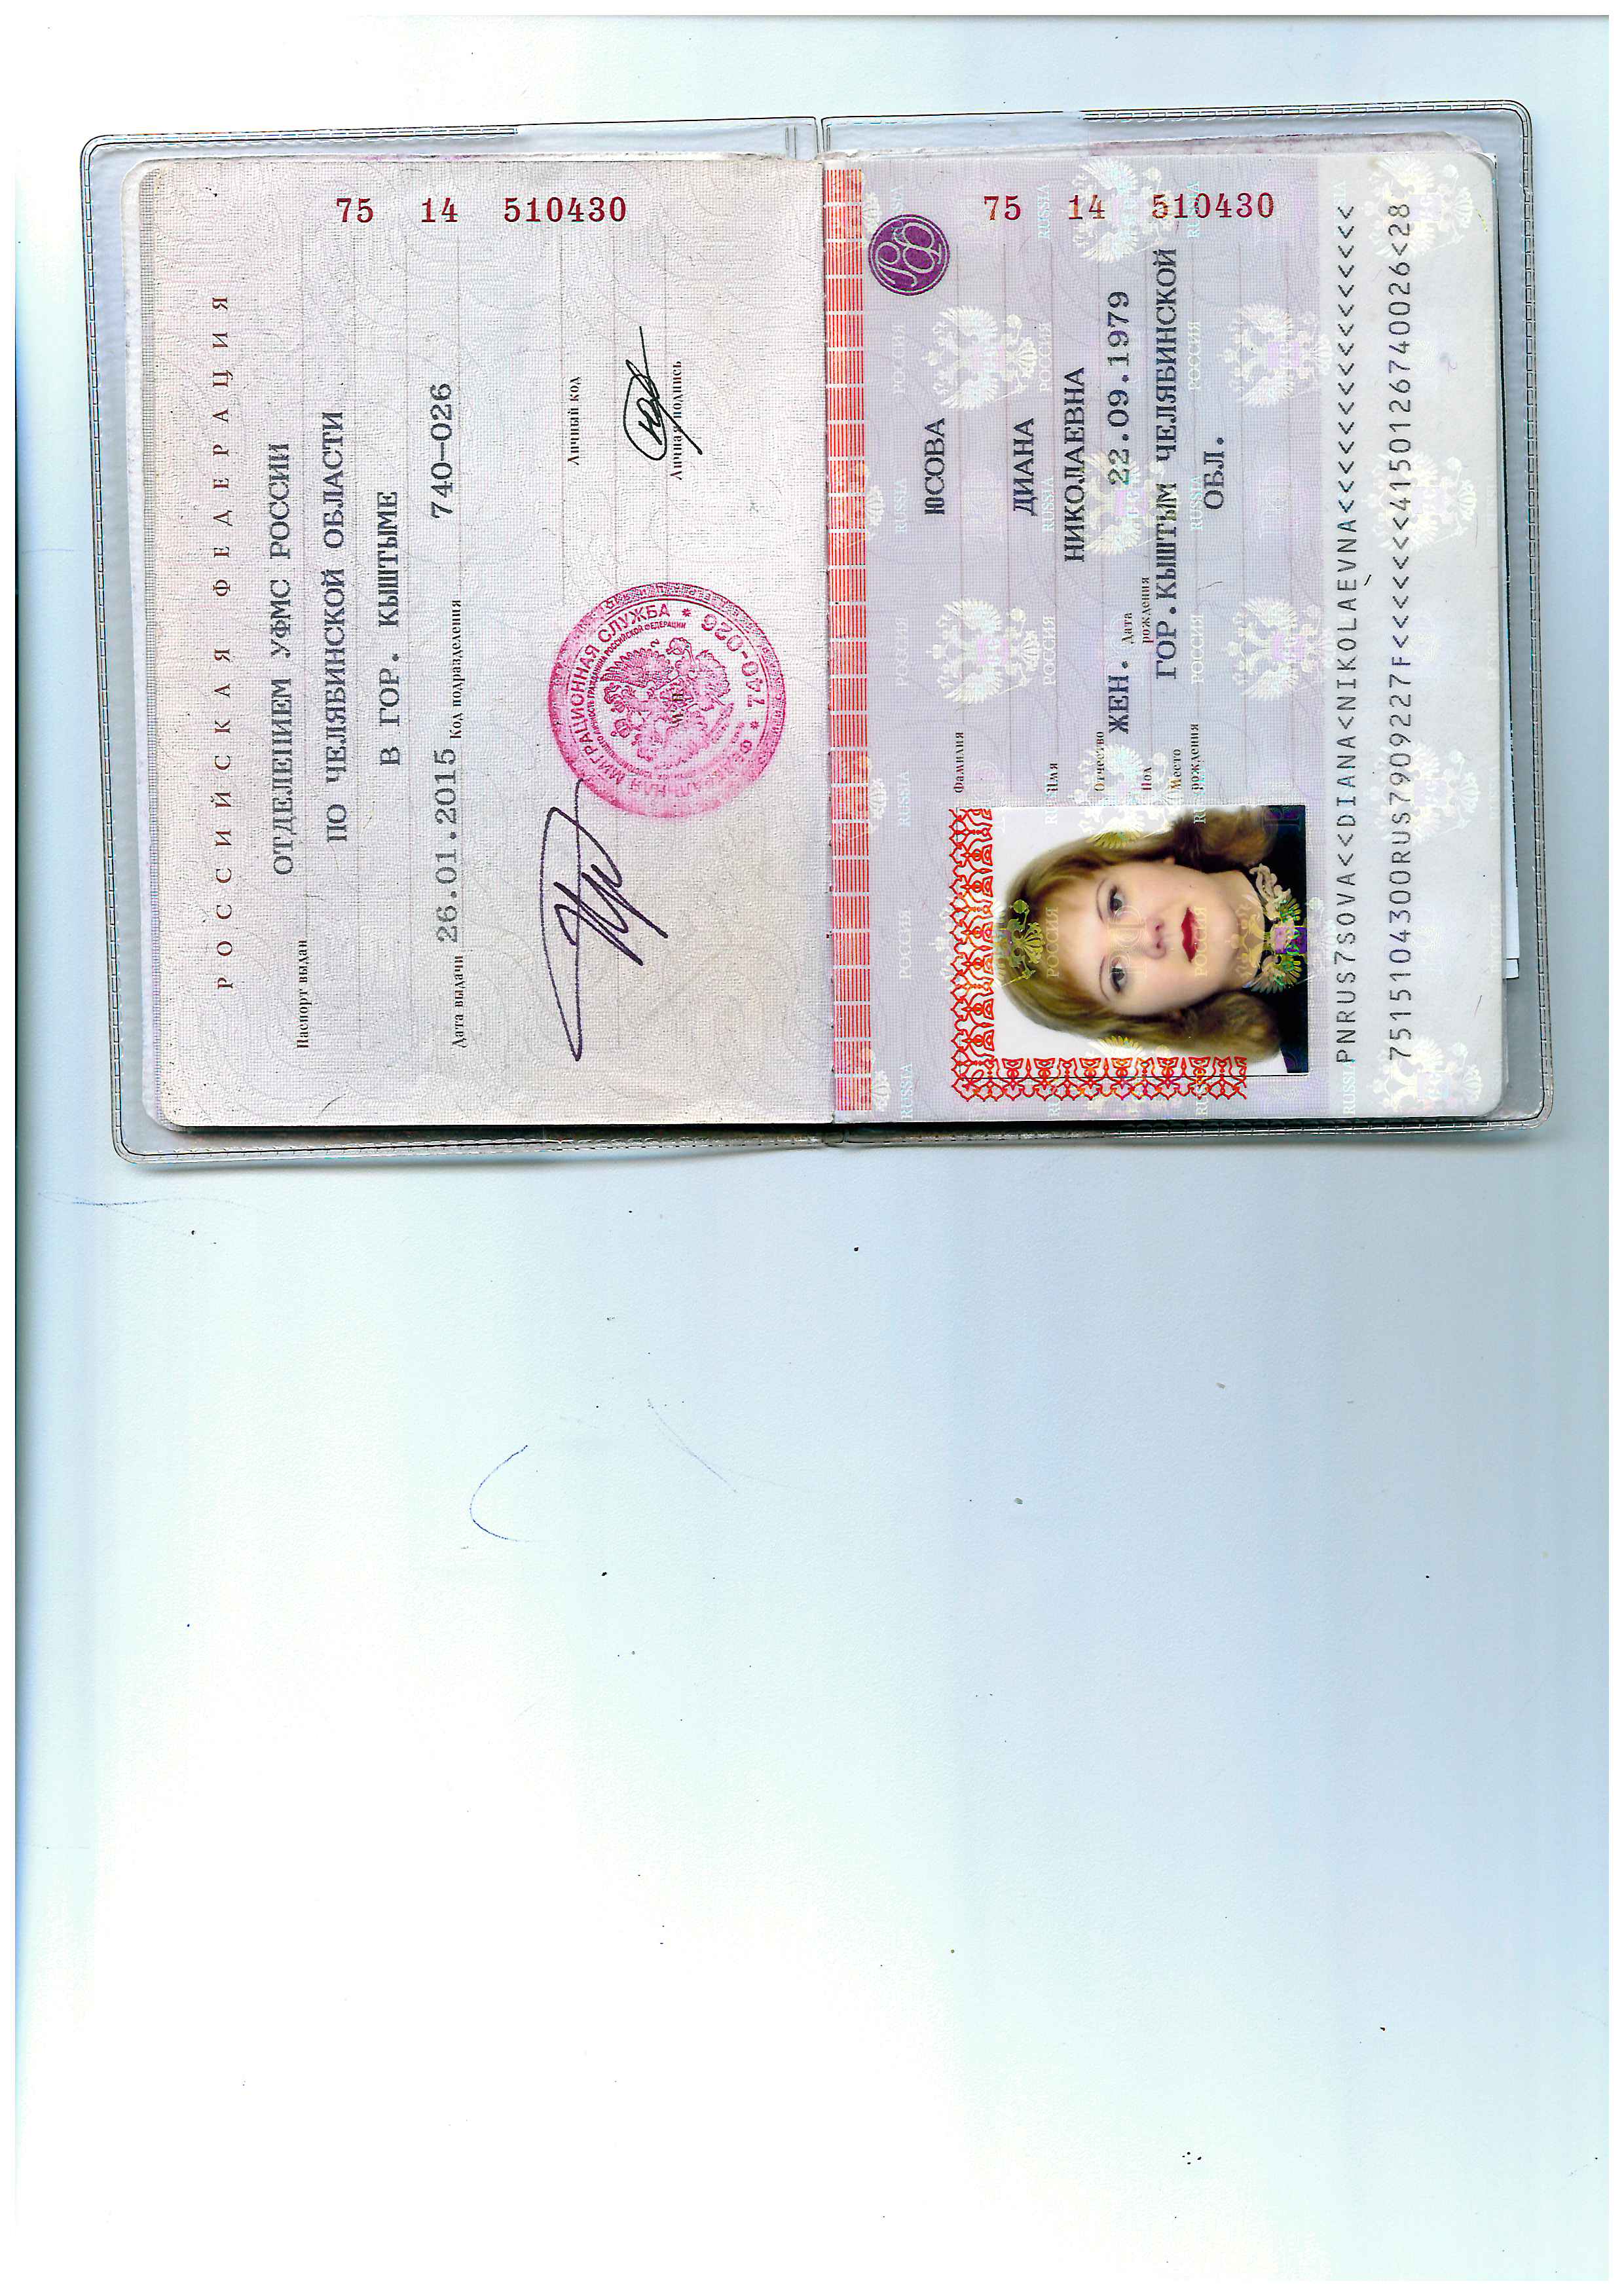 РОССИЙСКАЯ ФЕДЕРАЦИЯ
ОТДЕЛЕНИЕМ УФМС РОССИИ
Паспорт выдан
ПО ЧЕЛЯБИНСКОЙ ОБЛАСТИ
В ГОР. КЫШТЫМЕ
Дата выдачи 26.01.2015 Код подразделения 740-026
75 14 510430
Личный код
ФЕДЕРАЛЬНАЯ МИГРАЦИОННАЯ СЛУЖБА * 740-026 *
М.П.
Личная подпись
ЮСОВА
Фамилия
ДИАНА
Имя
НИКОЛАЕВНА
Отчество
ЖЕН. Дата рождения 22.09.1979
Пол
Место рождения ГОР.КЫШТЫМ ЧЕЛЯБИНСКОЙ
ОБЛ.
75 14 510430
RUSSIA РОССИЯ RUSSIA РОССИЯ RUSSIA РОССИЯ RUSSIA
PNRUS7SOVA<<DIANA<NIKOLAEVNA<<<<<<<<<<<<<<<<
7515104300RUS7909227F<<<<<<<4150126740026<28